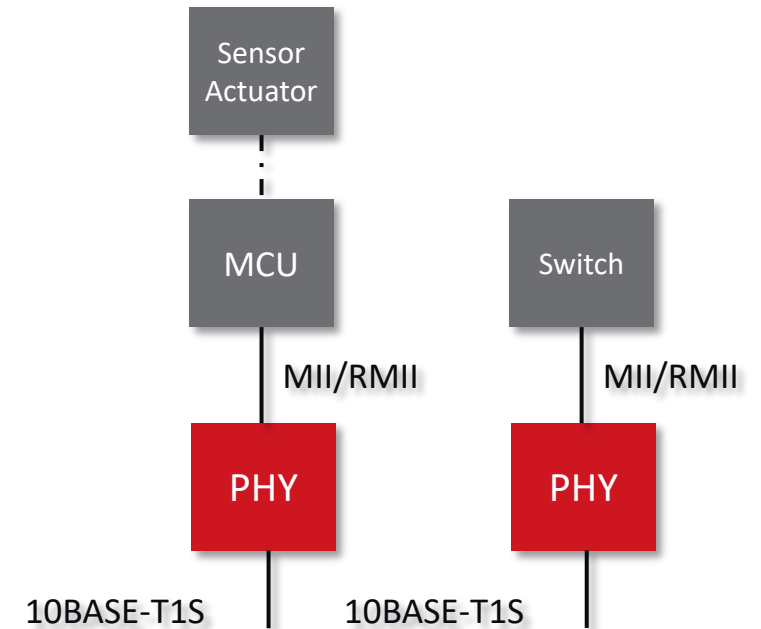 Sensor
Actuator
MCU
Switch
MII/RMII
MII/RMII
PHY
PHY
10BASE-T1S
10BASE-T1S